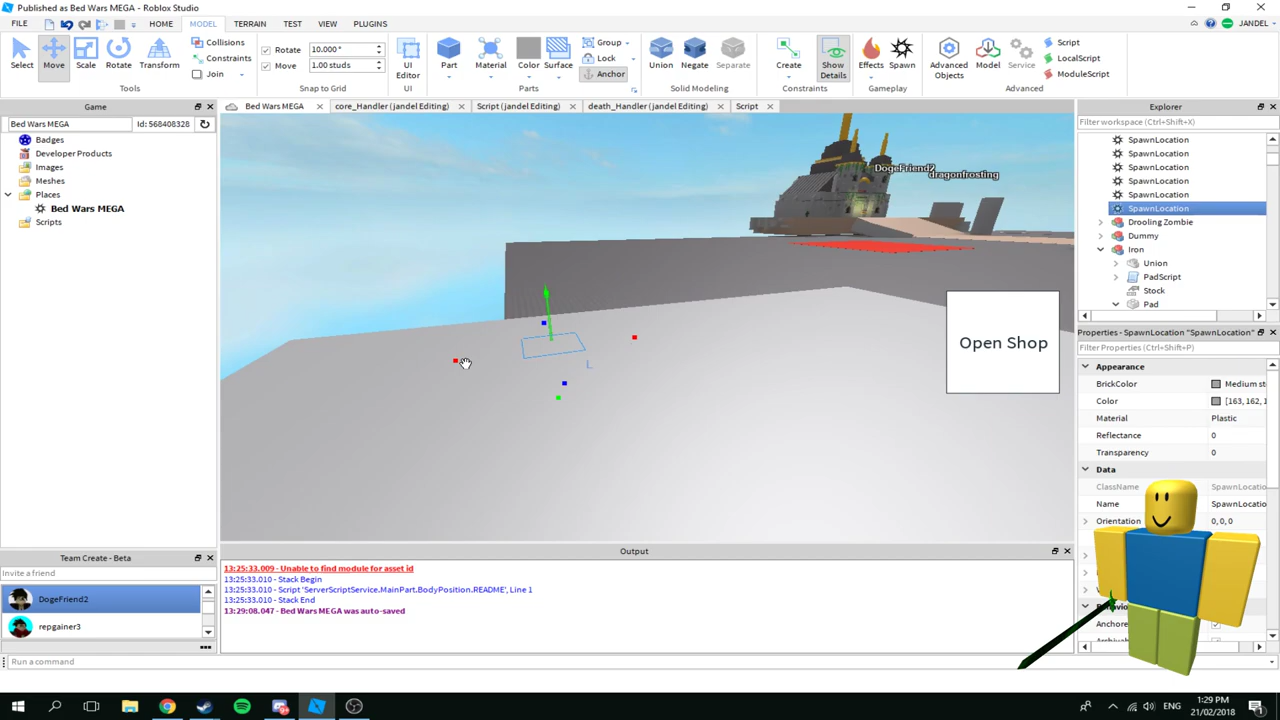 Published as Bed Wars MEGA - Roblox Studio
FILE HOME MODEL TERRAIN TEST VIEW PLUGINS JANDEL
Select Move Scale Rotate Transform
Collisions
Constraints
Join
Tools
Rotate 10.000 °
Move 1.00 studs
Snap to Grid
UI Editor
UI
Part Material Color Surface
Group
Lock
Anchor
Parts
Union Negate Separate
Solid Modeling
Create Show Details
Constraints
Effects Spawn
Gameplay
Advanced Objects Model Service
Script
LocalScript
ModuleScript
Advanced
Game
Bed Wars MEGA Id: 568408328
Badges
Developer Products
Images
Meshes
Places
Bed Wars MEGA
Scripts
Bed Wars MEGA core_Handler (jandel Editing) Script (jandel Editing) death_Handler (jandel Editing) Script
DogeFriend2
dragonfrosting
L
Open Shop
Explorer
Filter workspace (Ctrl+Shift+X)
SpawnLocation
SpawnLocation
SpawnLocation
SpawnLocation
SpawnLocation
SpawnLocation
Drooling Zombie
Dummy
Iron
Union
PadScript
Stock
Pad
Properties - SpawnLocation "SpawnLocation"
Filter Properties (Ctrl+Shift+P)
Appearance
BrickColor Medium st
Color [163, 162, 1
Material Plastic
Reflectance 0
Transparency 0
Data
ClassName SpawnLocatio
Name SpawnLocation
Orientation 0, 0, 0
Anchore
Team Create - Beta
Invite a friend
DogeFriend2
repgainer3
Output
13:25:33.009 - Unable to find module for asset id
13:25:33.010 - Stack Begin
13:25:33.010 - Script 'ServerScriptService.MainPart.BodyPosition.README', Line 1
13:25:33.010 - Stack End
13:29:08.047 - Bed Wars MEGA was auto-saved
Run a command
ENG
1:29 PM
21/02/2018